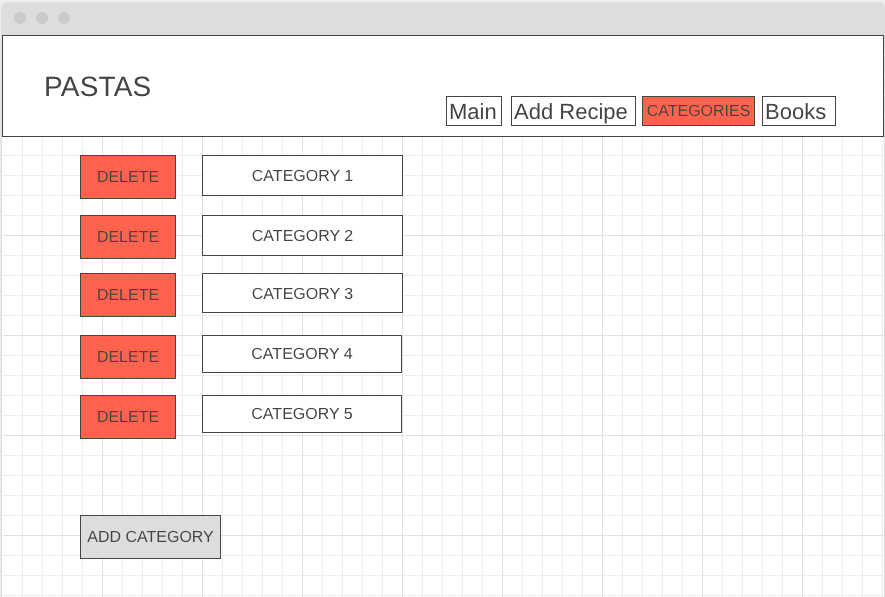 PASTAS
Main Add Recipe CATEGORIES Books
DELETE CATEGORY 1
DELETE CATEGORY 2
DELETE CATEGORY 3
DELETE CATEGORY 4
DELETE CATEGORY 5
ADD CATEGORY